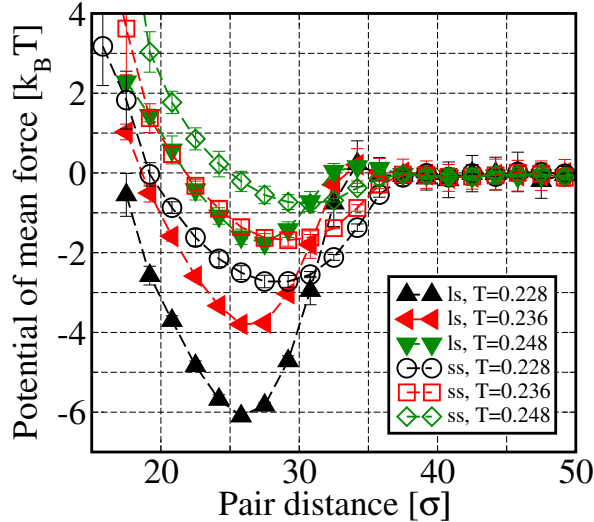 Potential of mean force [k_BT]
4
2
0
-2
-4
-6
ls, T=0.228
ls, T=0.236
ls, T=0.248
ss, T=0.228
ss, T=0.236
ss, T=0.248
20 30 40 50
Pair distance [σ]